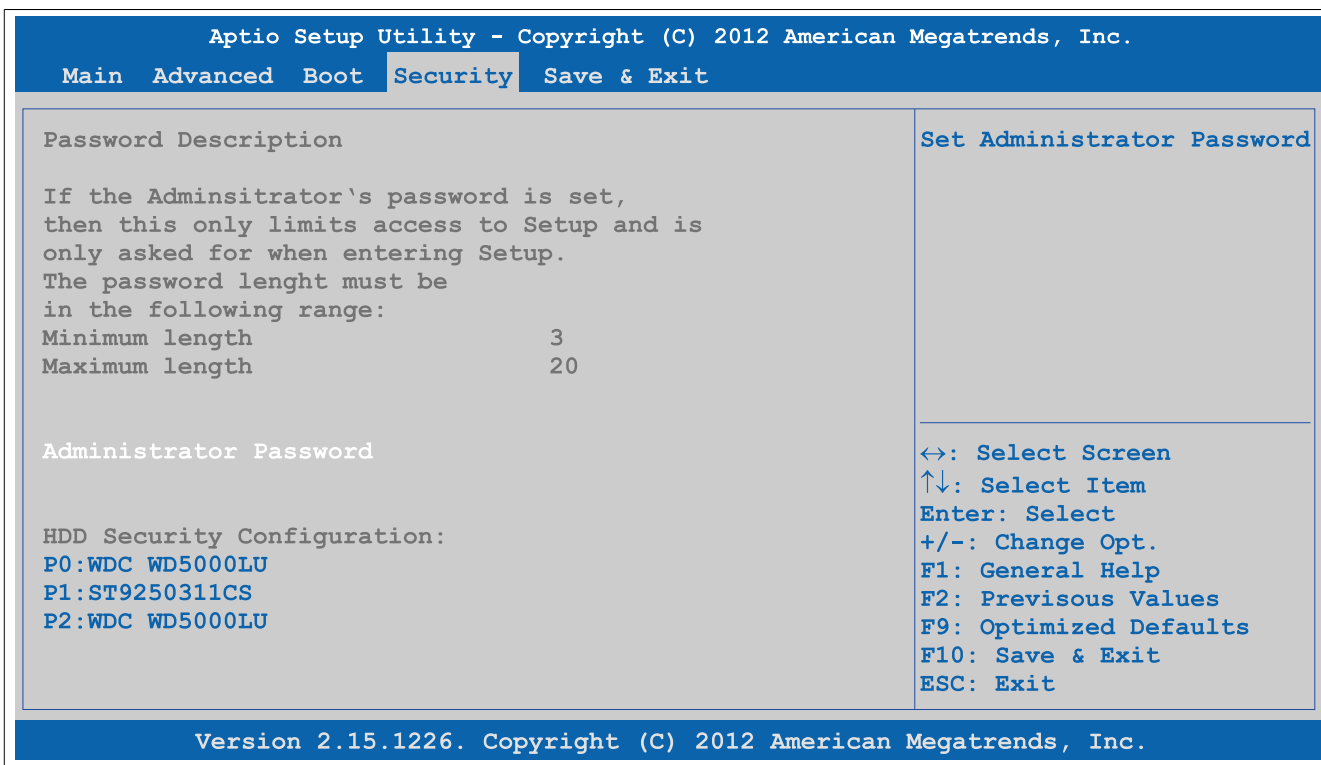 Aptio Setup Utility - Copyright (C) 2012 American Megatrends, Inc.
Main Advanced Boot Security Save & Exit
Password Description
If the Adminsitrator‘s password is set,
then this only limits access to Setup and is
only asked for when entering Setup.
The password lenght must be
in the following range:
Minimum length 3
Maximum length 20
Administrator Password
HDD Security Configuration:
P0:WDC WD5000LU
P1:ST9250311CS
P2:WDC WD5000LU
Set Administrator Password
↔: Select Screen
↑↓: Select Item
Enter: Select
+/-: Change Opt.
F1: General Help
F2: Previsous Values
F9: Optimized Defaults
F10: Save & Exit
ESC: Exit
Version 2.15.1226. Copyright (C) 2012 American Megatrends, Inc.